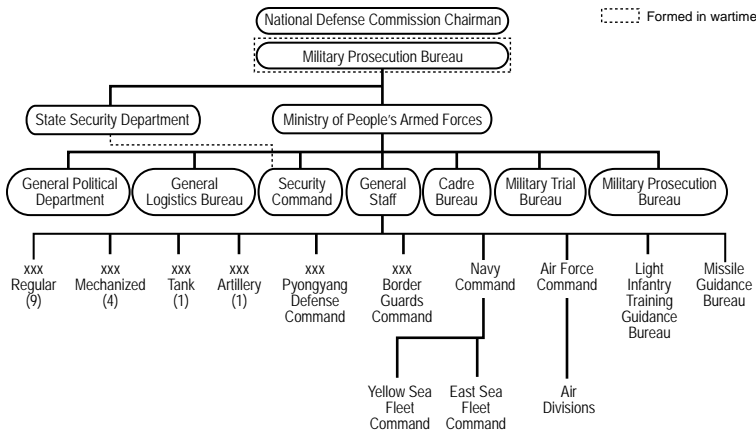 National Defense Commission Chairman
Formed in wartime
Military Prosecution Bureau
State Security Department
Ministry of People's Armed Forces
General Political
Department
General
Logistics Bureau
Security
Command
General
Staff
Cadre
Bureau
Military Trial
Bureau
Military Prosecution
Bureau
xxx
Regular
(9)
xxx
Mechanized
(4)
xxx
Tank
(1)
xxx
Artillery
(1)
xxx
Pyongyang
Defense
Command
xxx
Border
Guards
Command
Navy
Command
Air Force
Command
Light
Infantry
Training
Guidance
Bureau
Missile
Guidance
Bureau
Yellow Sea
Fleet
Command
East Sea
Fleet
Command
Air
Divisions